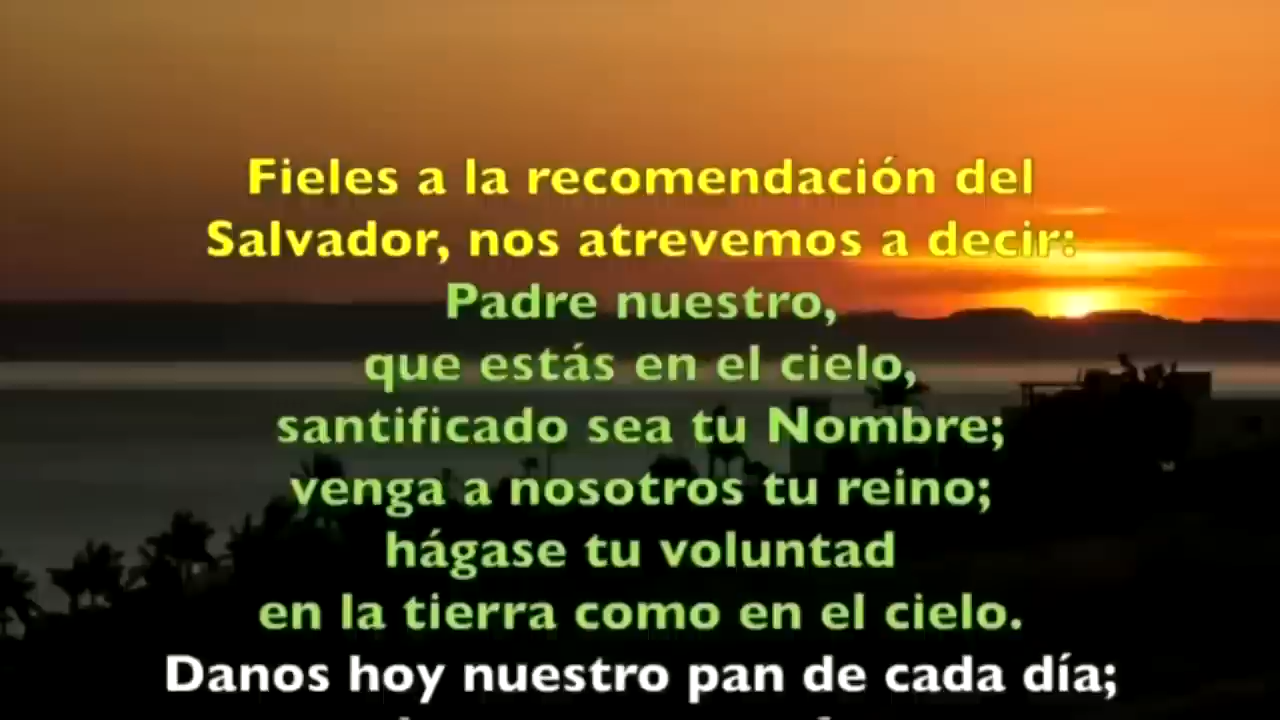 Fieles a la recomendación del
Salvador, nos atrevemos a decir:
Padre nuestro,
que estás en el cielo,
santificado sea tu Nombre;
venga a nosotros tu reino;
hágase tu voluntad
en la tierra como en el cielo.
Danos hoy nuestro pan de cada día;